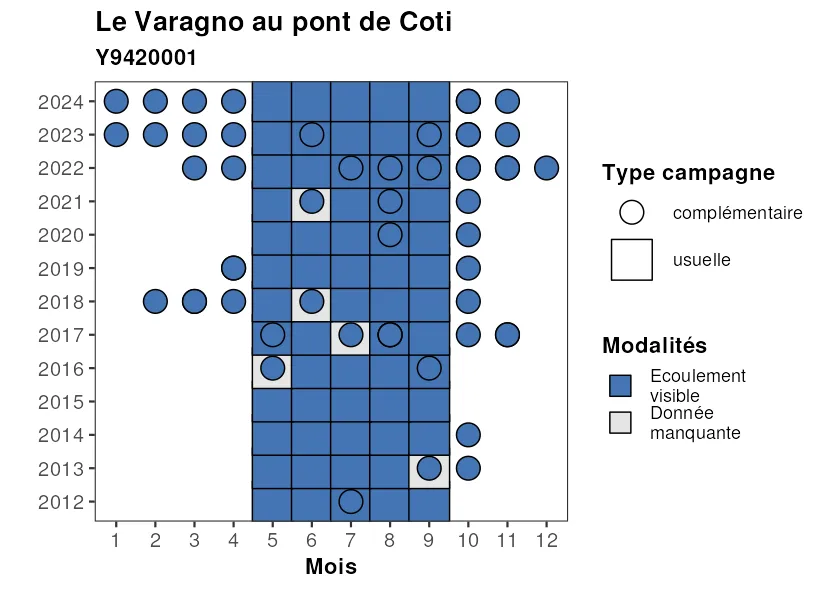 Le Varagno au pont de Coti
Y9420001
2024
2023
2022
2021
2020
2019
2018
2017
2016
2015
2014
2013
2012
1 2 3 4 5 6 7 8 9 10 11 12
Mois
Type campagne
complémentaire
usuelle
Modalités
Ecoulement
visible
Donnée
manquante